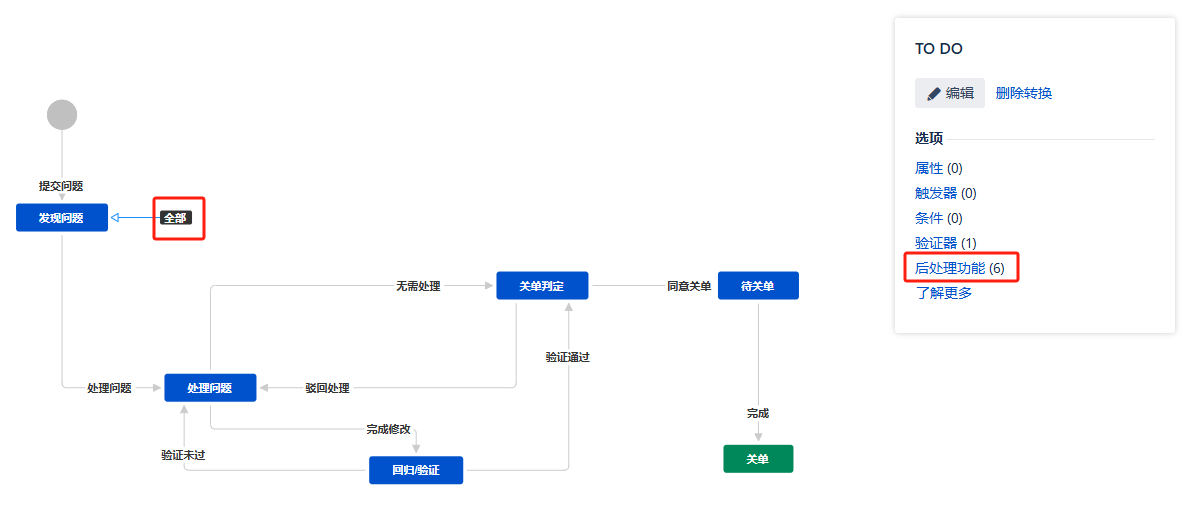 TO DO
编辑
删除转换
选项
属性 (0)
触发器 (0)
条件 (0)
验证器 (1)
后处理功能 (6)
了解更多
提交问题
发现问题
全部
无需处理
关单判定
同意关单
待关单
验证通过
处理问题
处理问题
驳回处理
完成
完成修改
验证未过
回归/验证
关单